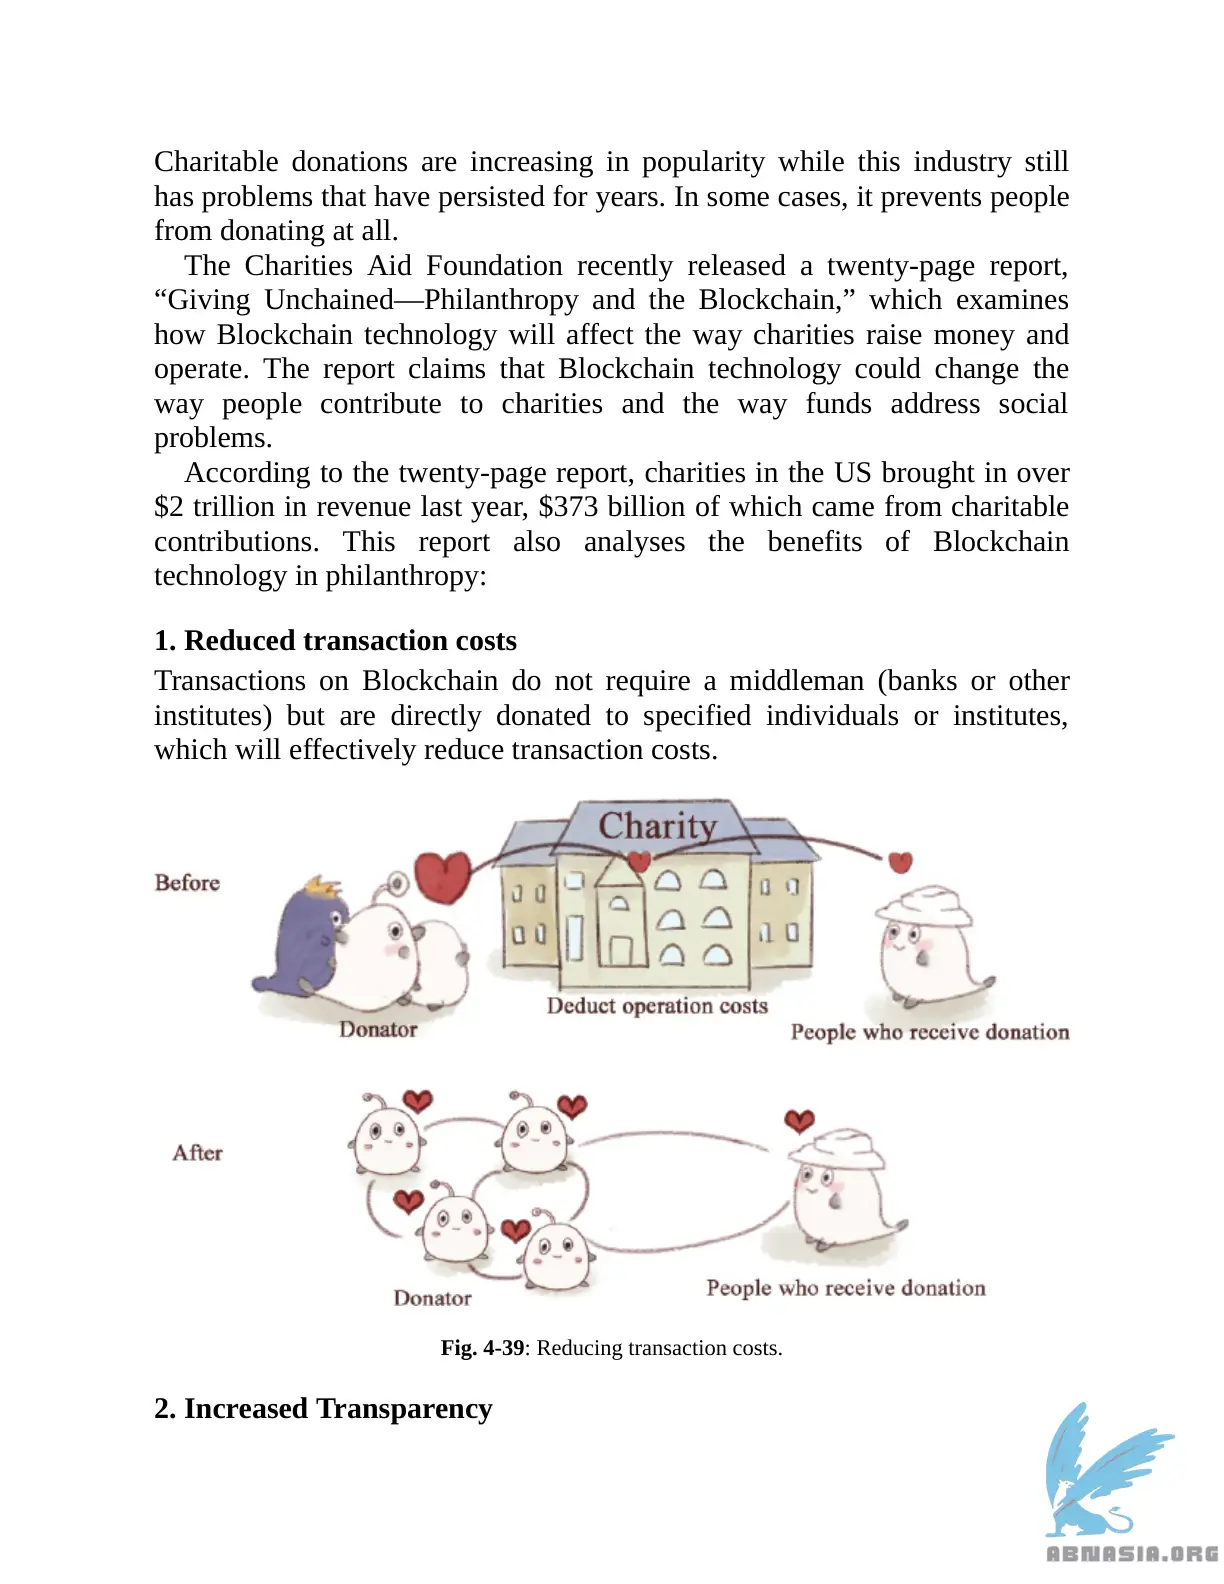 Charitable donations are increasing in popularity while this industry still
has problems that have persisted for years. In some cases, it prevents people
from donating at all.
The Charities Aid Foundation recently released a twenty-page report,
“Giving Unchained—Philanthropy and the Blockchain,” which examines
how Blockchain technology will affect the way charities raise money and
operate. The report claims that Blockchain technology could change the
way people contribute to charities and the way funds address social
problems.
According to the twenty-page report, charities in the US brought in over
$2 trillion in revenue last year, $373 billion of which came from charitable
contributions. This report also analyses the benefits of Blockchain
technology in philanthropy:
1. Reduced transaction costs
Transactions on Blockchain do not require a middleman (banks or other
institutes) but are directly donated to specified individuals or institutes,
which will effectively reduce transaction costs.
Charity
Before
Deduct operation costs
Donator
People who receive donation
After
Donator
People who receive donation
Fig. 4-39: Reducing transaction costs.
2. Increased Transparency
ABNASIA.ORG